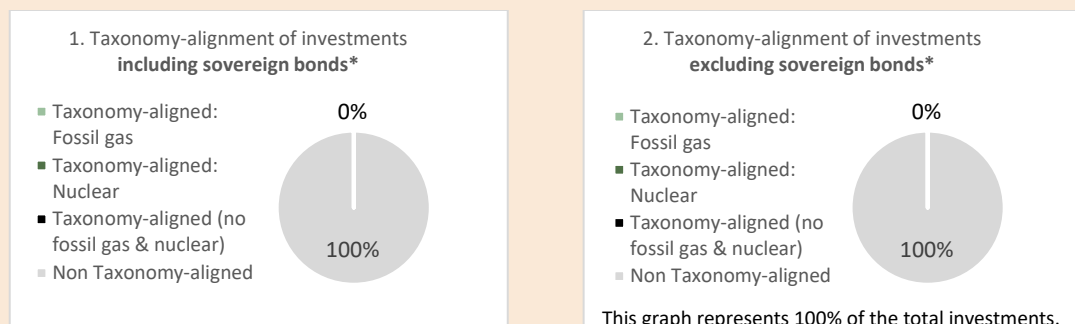 1. Taxonomy-alignment of investments
including sovereign bonds*
Taxonomy-aligned:
Fossil gas
Taxonomy-aligned:
Nuclear
Taxonomy-aligned (no
fossil gas & nuclear)
Non Taxonomy-aligned
0%
100%
2. Taxonomy-alignment of investments
excluding sovereign bonds*
Taxonomy-aligned:
Fossil gas
Taxonomy-aligned:
Nuclear
Taxonomy-aligned (no
fossil gas & nuclear)
Non Taxonomy-aligned
0%
100%
This graph represents 100% of the total investments.